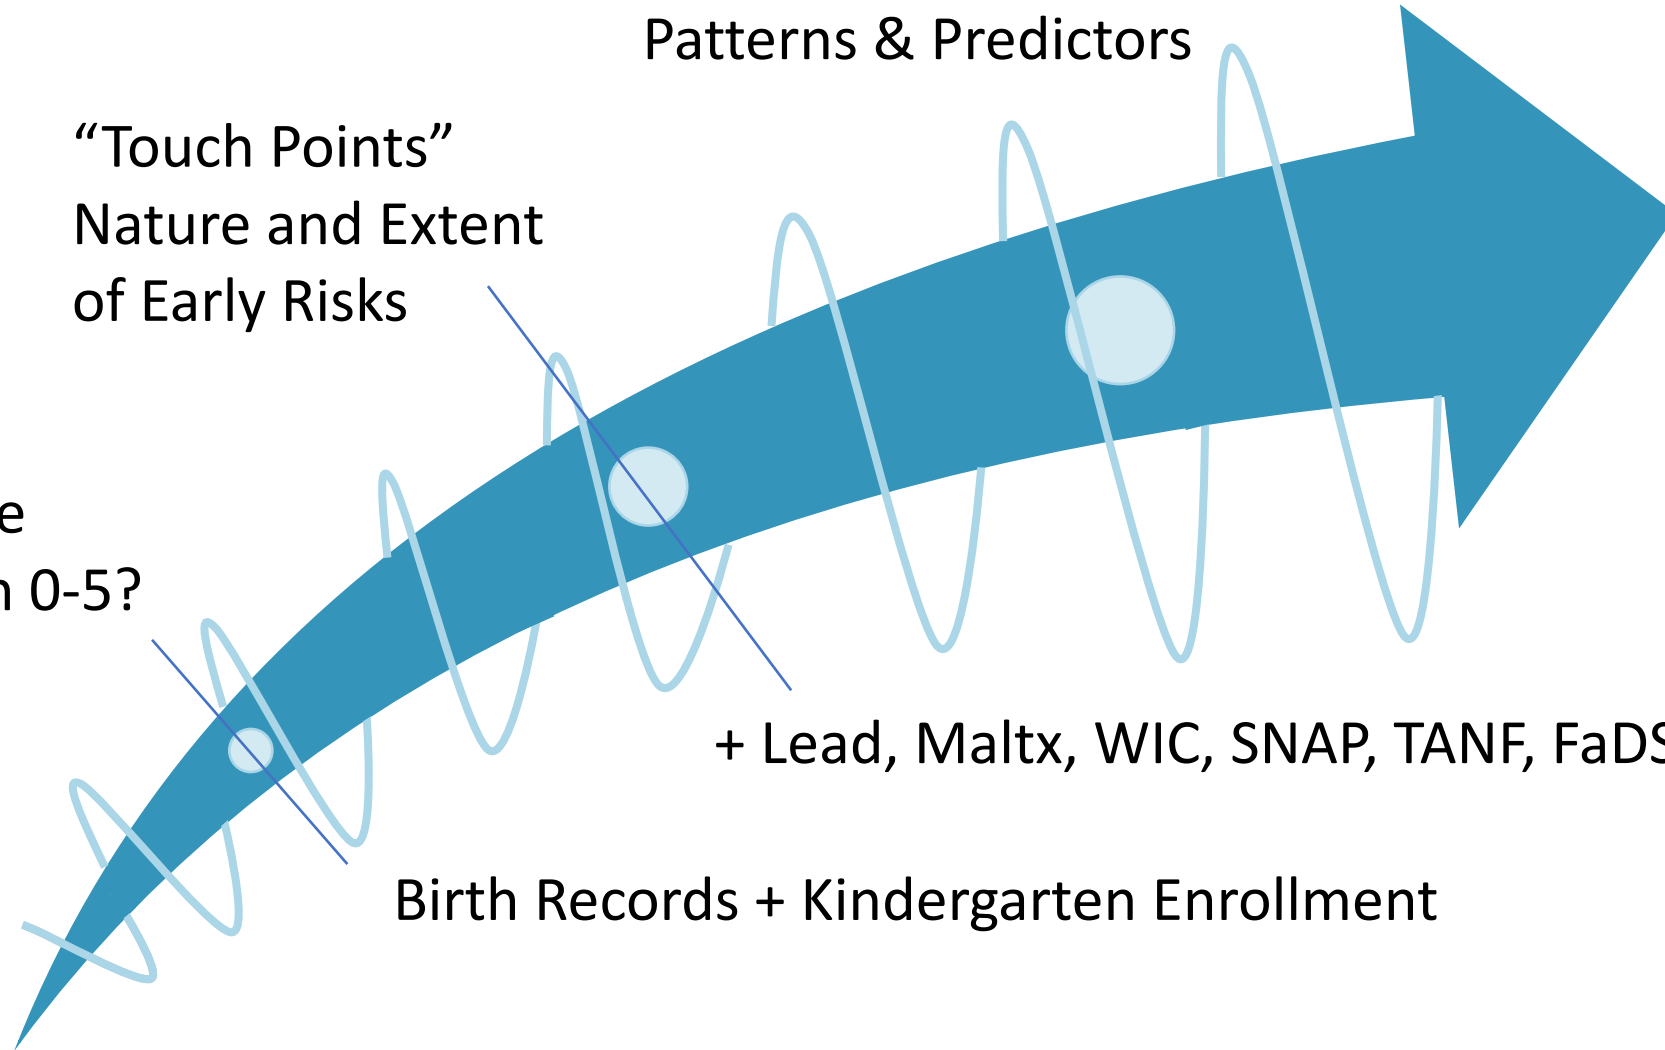 Patterns & Predictors
“Touch Points”
Nature and Extent
of Early Risks
0-5?
+ Lead, Maltx, WIC, SNAP, TANF,
Birth Records + Kindergarten Enrollment